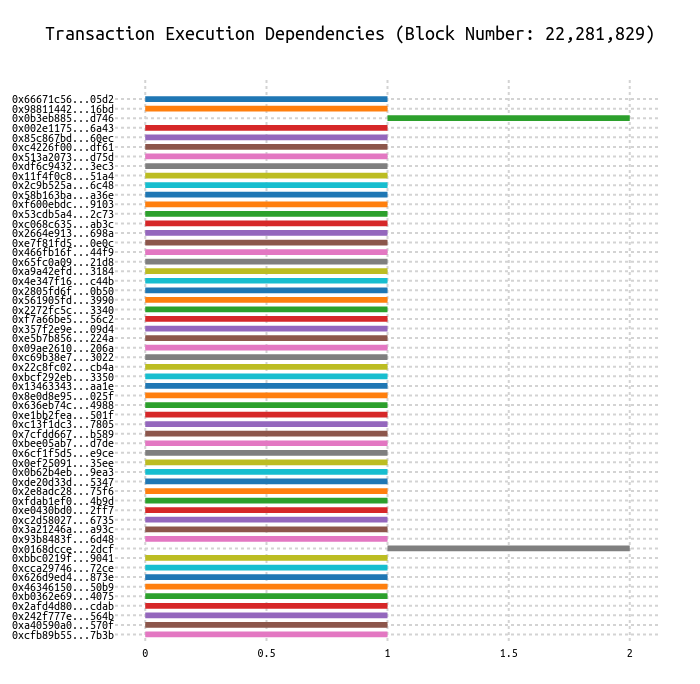 Transaction Execution Dependencies (Block Number: 22,281,829)
0x66671c56...05d2
0x98811442...16bd
0x0b3eb885...d746
0x002e1175...6a43
0x85c867bd...60ec
0xc4226f00...df61
0x513a2073...d75d
0xdf6c9432...3ec3
0x11f4f0c8...51a4
0x2c9b525a...6c48
0x58b163ba...a36e
0xf600ebdc...9103
0x53cdb5a4...2c73
0xc068c635...ab3c
0x2664e913...698a
0xe7f81fd5...0e0c
0x466fb16f...44f9
0x65fc0a09...21d8
0xa9a42efd...3184
0x4e347f16...c44b
0x2805fd6f...0b50
0x561905fd...3990
0x2272fc5c...3340
0xf7a66be5...56c2
0x357f2e9e...09d4
0xe5b7b856...224a
0x09ae2610...206a
0xc69b38e7...3022
0x22c8fc02...cb4a
0xbcf292eb...3350
0x13463343...aa1e
0x8e0d8e95...025f
0x636eb74c...4988
0xe1bb2fea...501f
0xc13f1dc3...7805
0x7cfdd667...b589
0xbee05ab7...d7de
0x6cf1f5d5...e9ce
0x0ef25091...35ee
0x0b62b4eb...9ea3
0xde20d33d...5347
0x2e8adc28...75f6
0xfdab1ef0...4b9d
0xe0430bd0...2ff7
0xc2d58027...6735
0x3a21246a...a93c
0x93b8483f...6d48
0x0168dcce...2dcf
0xbbc0219f...9041
0xcca29746...72ce
0x626d9ed4...873e
0x46346150...50b9
0xb0362e69...4075
0x2afd4d80...cdab
0x242f777e...564b
0xa40590a0...570f
0xcfb89b55...7b3b
0 0.5 1 1.5 2